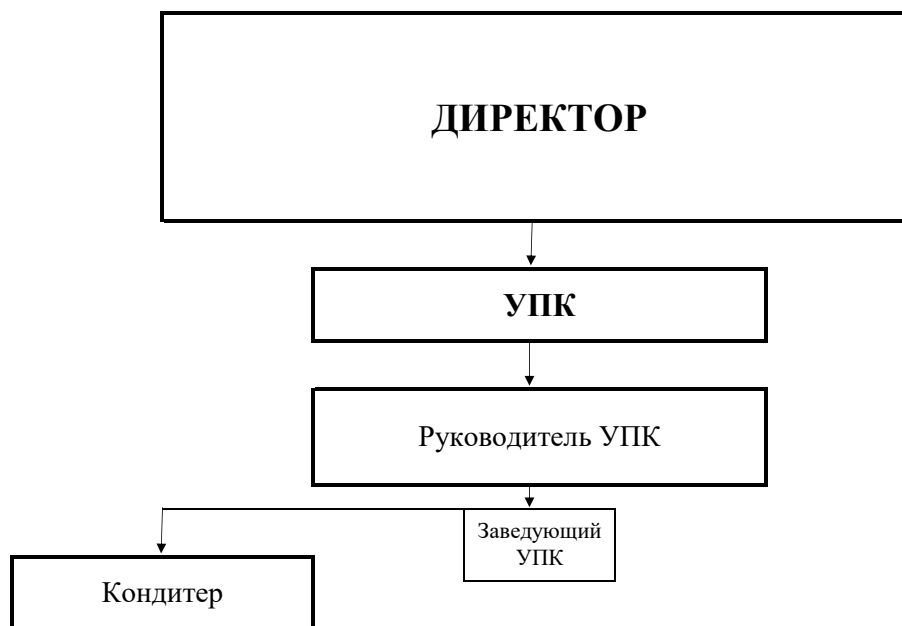 ДИРЕКТОР
УПК
Руководитель УПК
Заведующий
УПК
Кондитер